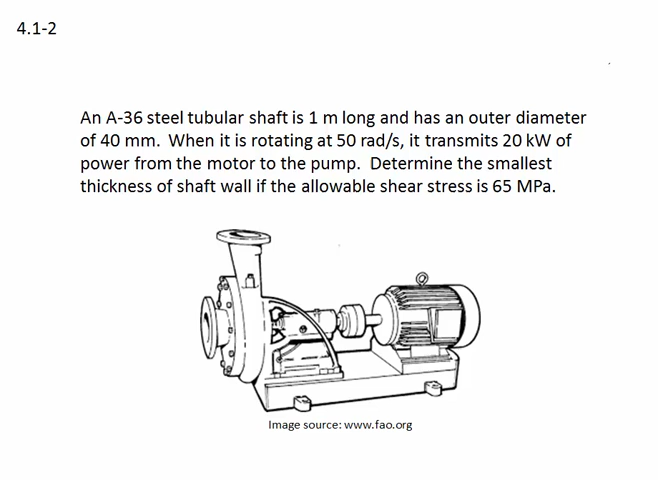 4.1-2
An A-36 steel tubular shaft is 1 m long and has an outer diameter
of 40 mm. When it is rotating at 50 rad/s, it transmits 20 kW of
power from the motor to the pump. Determine the smallest
thickness of shaft wall if the allowable shear stress is 65 MPa.
Image source: www.fao.org